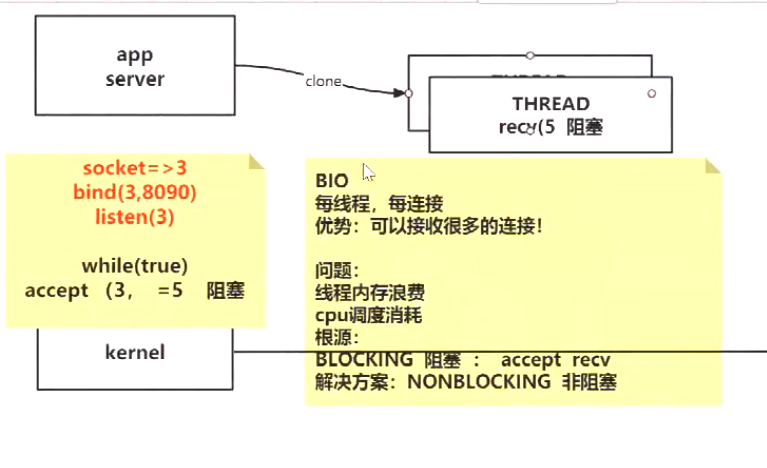 app
server
clone
THREAD
recv(5 阻塞
socket=>3
bind(3,8090)
listen(3)
while(true)
accept （3， =5 阻塞
kernel
BIO
每线程，每连接
优势：可以接收很多的连接！
问题：
线程内存浪费
cpu调度消耗
根源：
BLOCKING 阻塞 ： accept recv
解决方案：NONBLOCKING 非阻塞